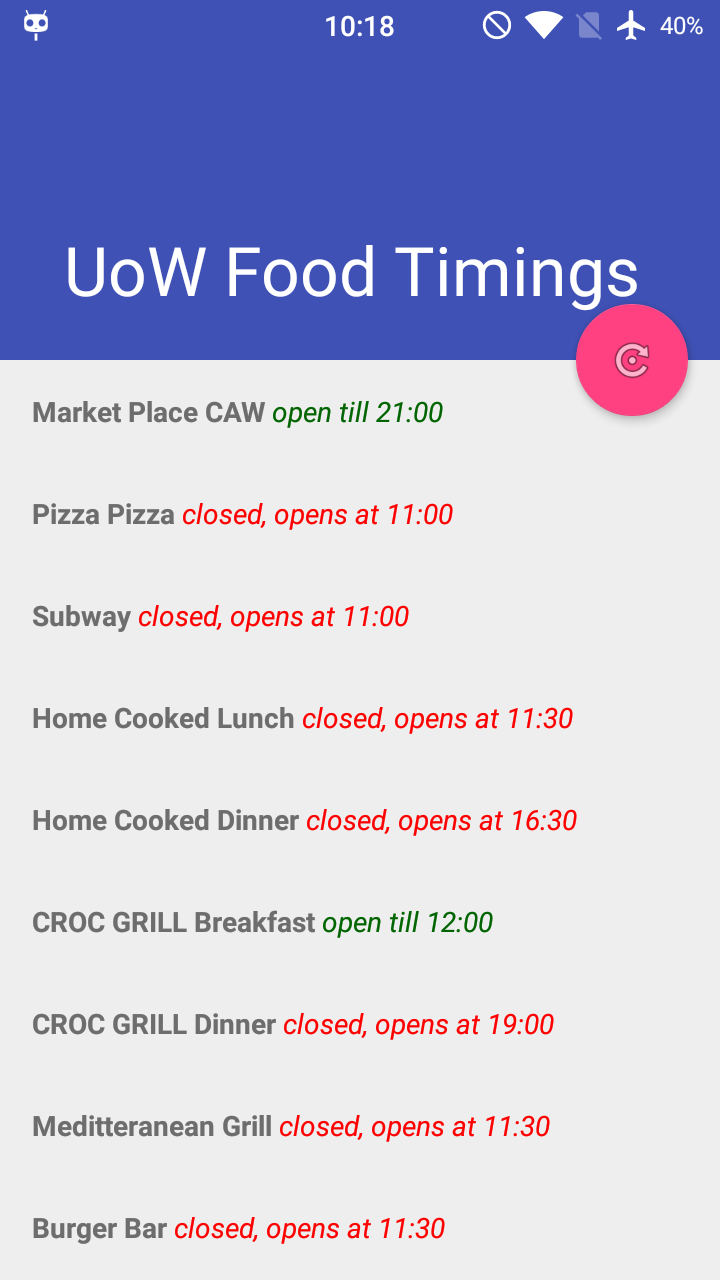 10:18 40%
UoW Food Timings
Market Place CAW open till 21:00
Pizza Pizza closed, opens at 11:00
Subway closed, opens at 11:00
Home Cooked Lunch closed, opens at 11:30
Home Cooked Dinner closed, opens at 16:30
CROC GRILL Breakfast open till 12:00
CROC GRILL Dinner closed, opens at 19:00
Meditteranean Grill closed, opens at 11:30
Burger Bar closed, opens at 11:30